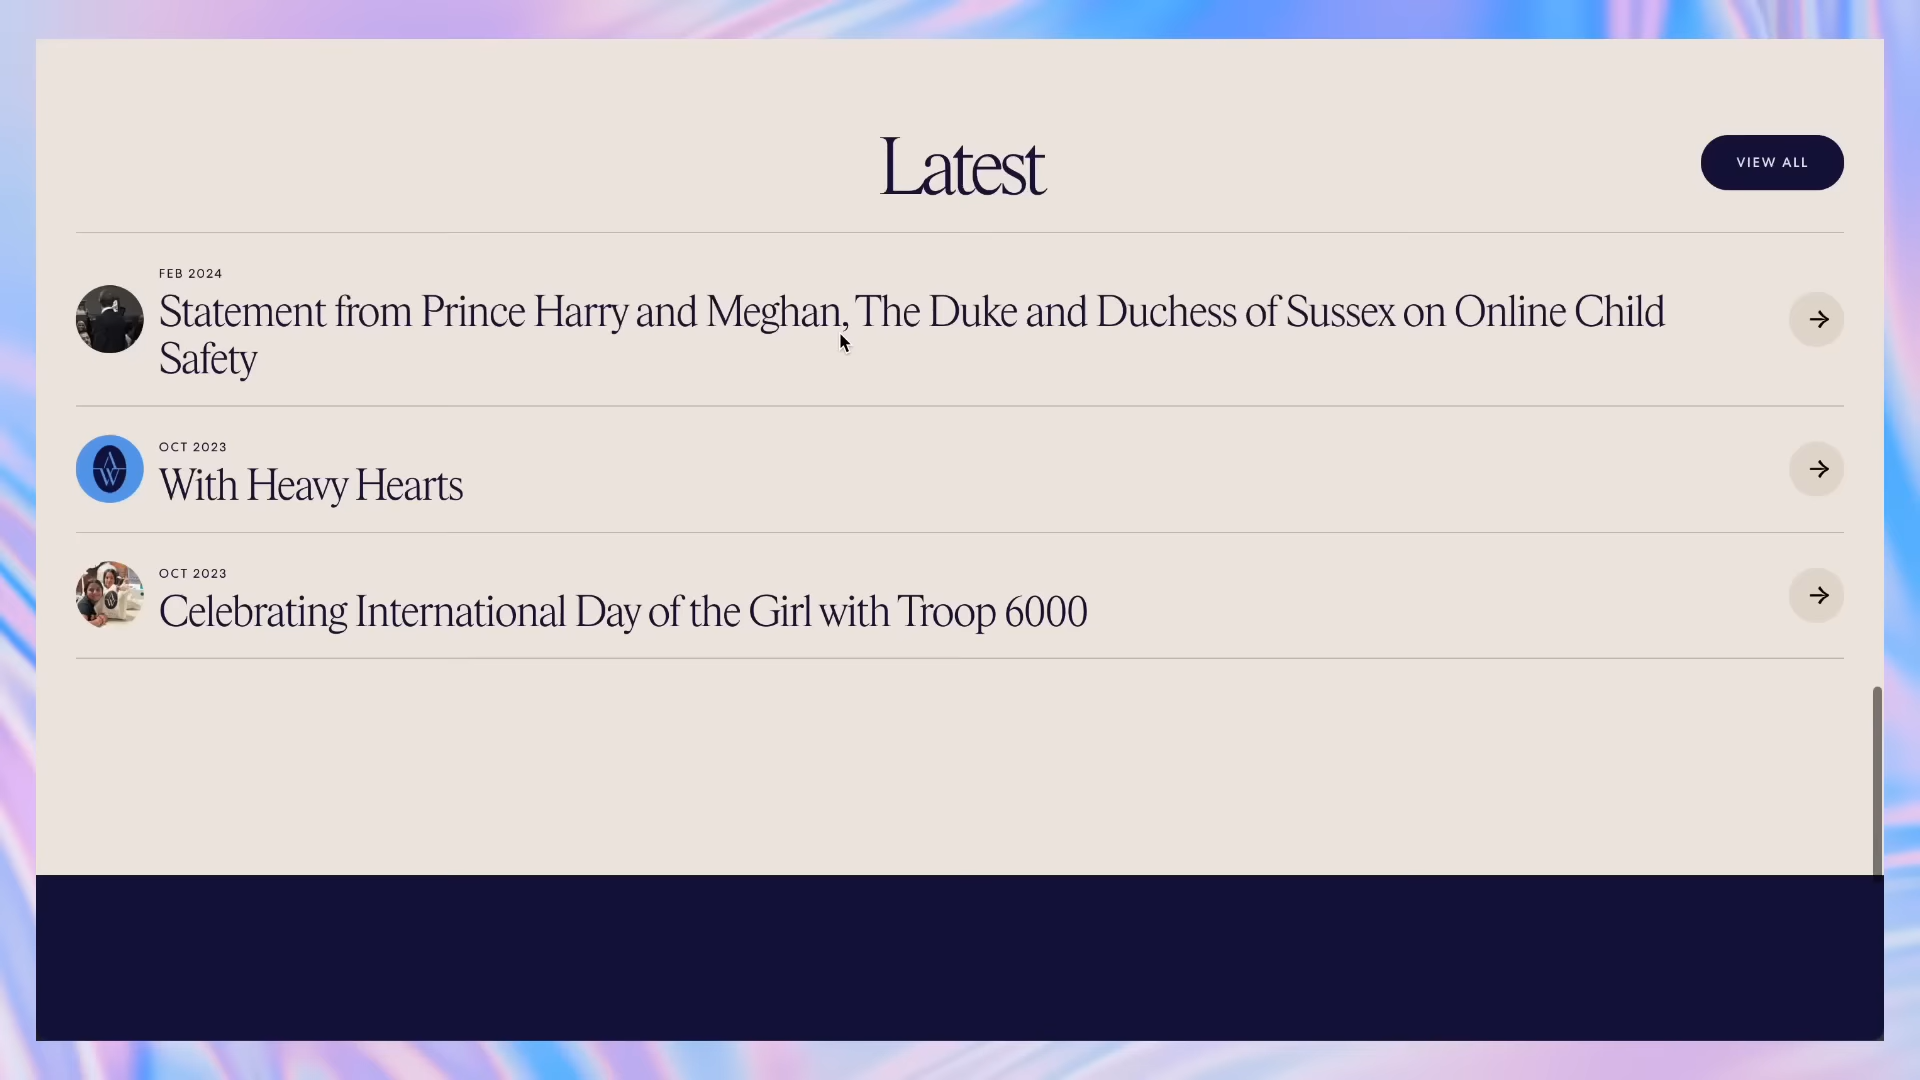 Latest
VIEW ALL
FEB 2024
Statement from Prince Harry and Meghan, The Duke and Duchess of Sussex on Online Child
Safety
OCT 2023
AW
With Heavy Hearts
OCT 2023
Celebrating International Day of the Girl with Troop 6000